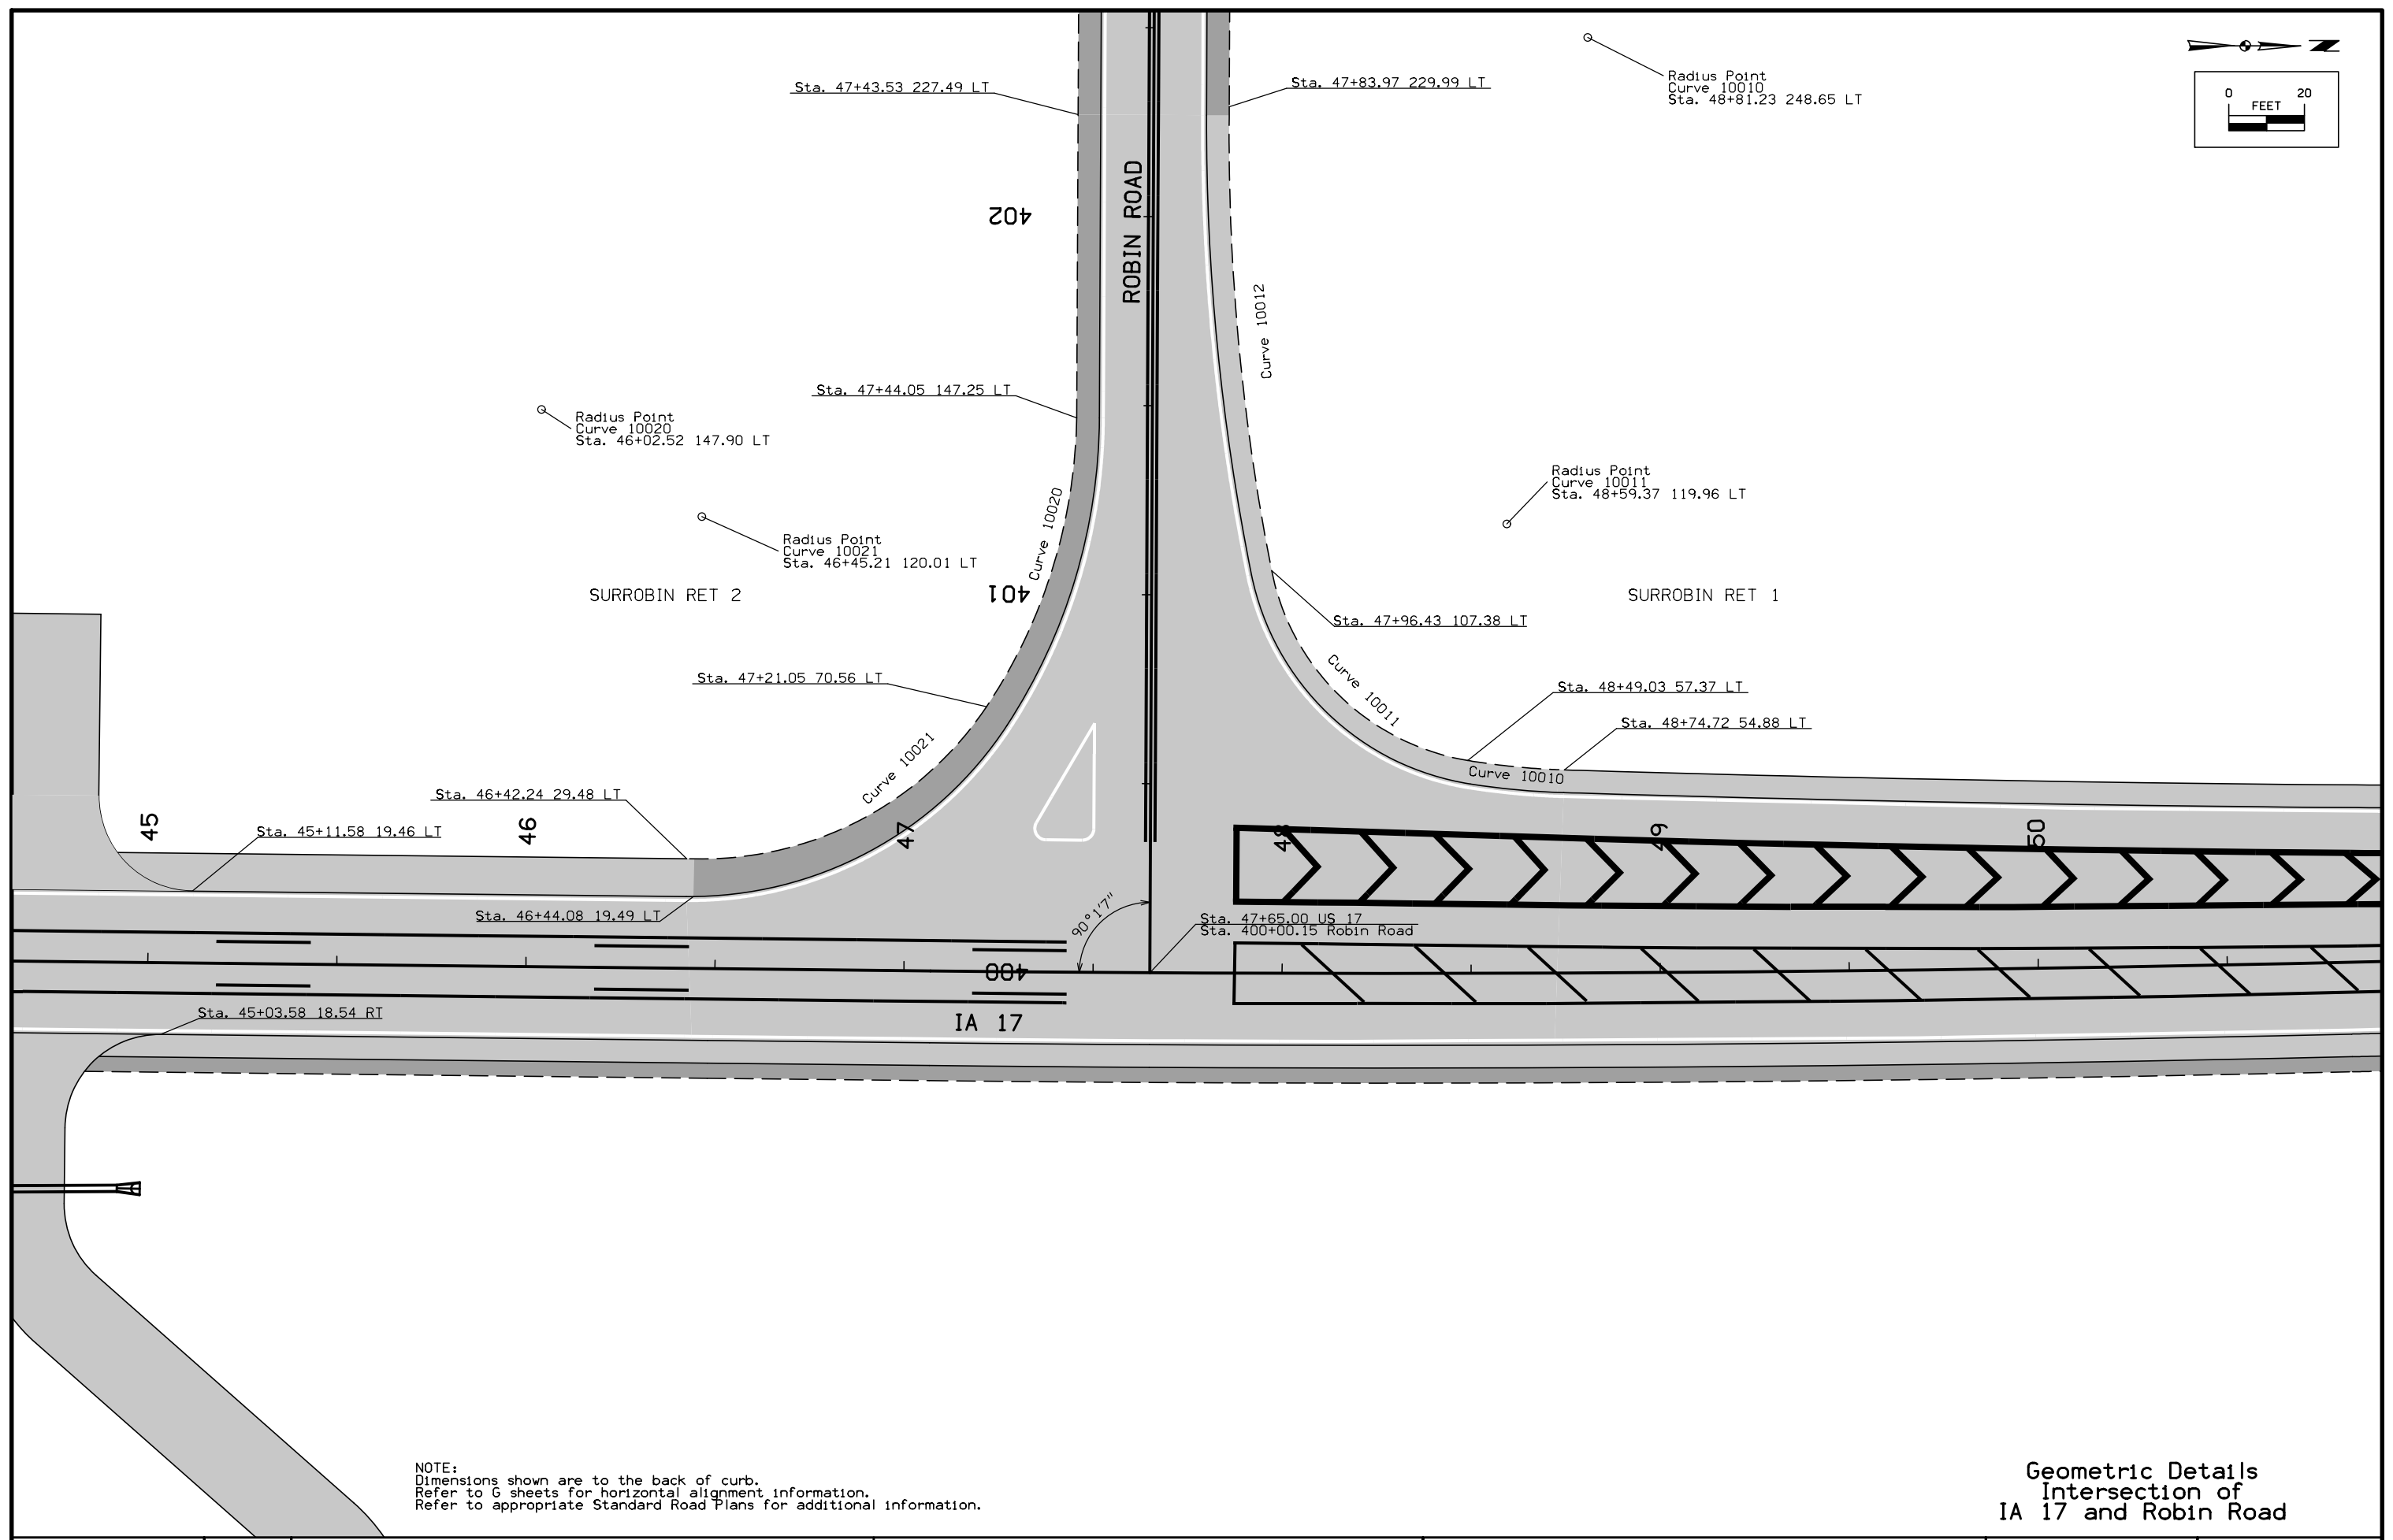 Sta. 47+43.53 227.49 LT
Sta. 47+83.97 229.99 LT
Radius Point
Curve 10010
Sta. 48+81.23 248.65 LT
0 20
FEET
ROBIN ROAD
402
Curve 10012
Sta. 47+44.05 147.25 LT
Radius Point
Curve 10020
Sta. 46+02.52 147.90 LT
Radius Point
Curve 10011
Sta. 48+59.37 119.96 LT
Curve 10020
Radius Point
Curve 10021
Sta. 46+45.21 120.01 LT
SURROBIN RET 2
401
SURROBIN RET 1
Sta. 47+96.43 107.38 LT
Curve 10011
Sta. 47+21.05 70.56 LT
Sta. 48+49.03 57.37 LT
Sta. 48+74.72 54.88 LT
Curve 10021
Curve 10010
Sta. 46+42.24 29.48 LT
45
46
47
48
49
50
Sta. 45+11.58 19.46 LT
Sta. 46+44.08 19.49 LT
90°1'7"
Sta. 47+65.00 US 17
Sta. 400+00.15 Robin Road
400
Sta. 45+03.58 18.54 RT
IA 17
NOTE:
Dimensions shown are to the back of curb.
Refer to G sheets for horizontal alignment information.
Refer to appropriate Standard Road Plans for additional information.
Geometric Details
Intersection of
IA 17 and Robin Road